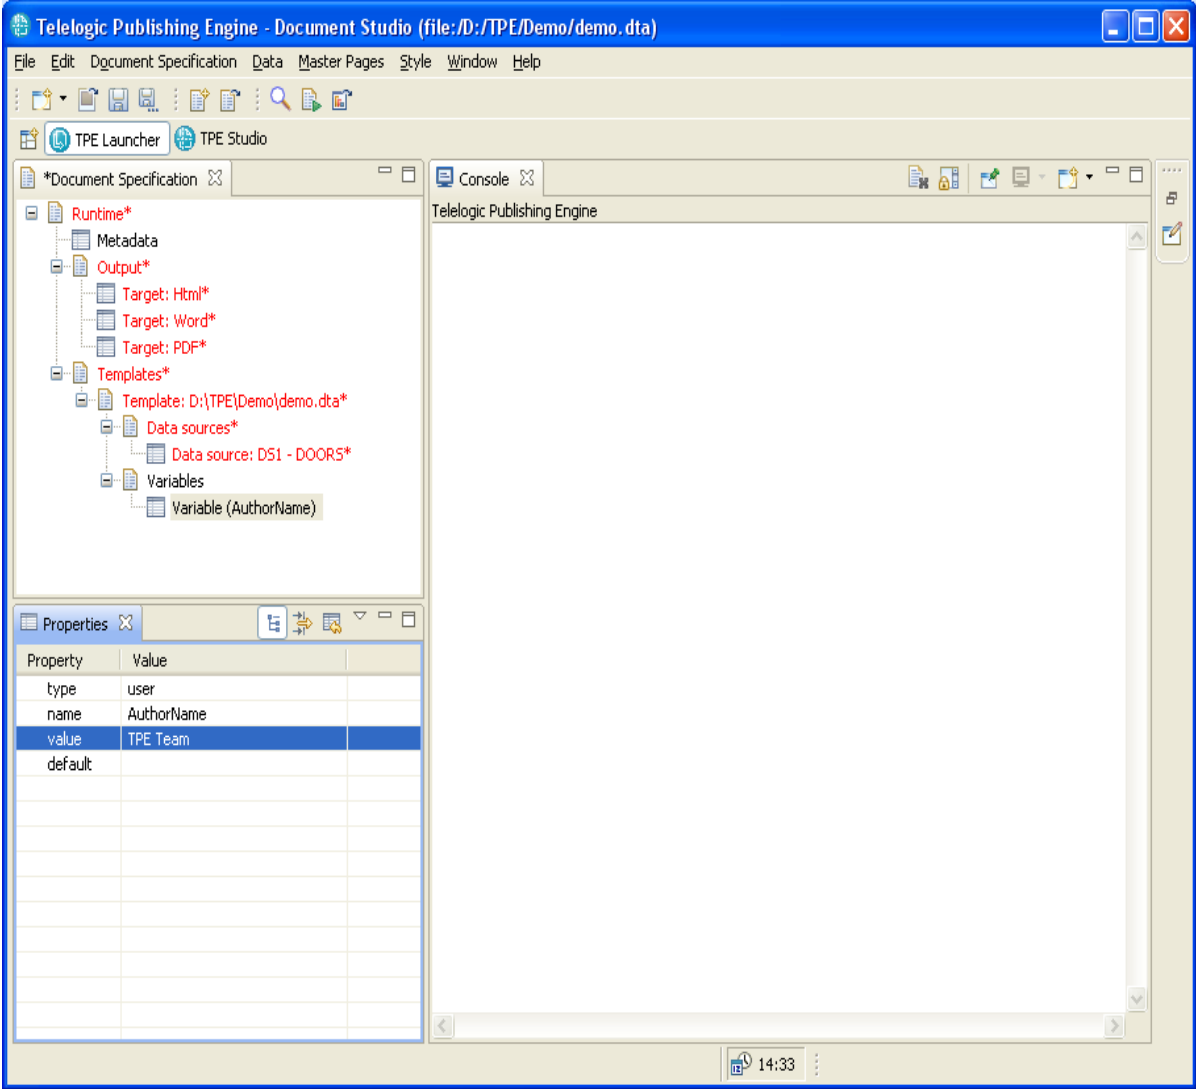 Telelogic Publishing Engine - Document Studio (file:/D:/TPE/Demo/demo.dta)
File Edit Document Specification Data Master Pages Style Window Help
TPE Launcher TPE Studio
*Document Specification
Runtime*
Metadata
Output*
Target: Html*
Target: Word*
Target: PDF*
Templates*
Template: D:\TPE\Demo\demo.dta*
Data sources*
Data source: DS1 - DOORS*
Variables
Variable (AuthorName)
Properties
Property Value
type user
name AuthorName
value TPE Team
default
Console
Telelogic Publishing Engine
14:33